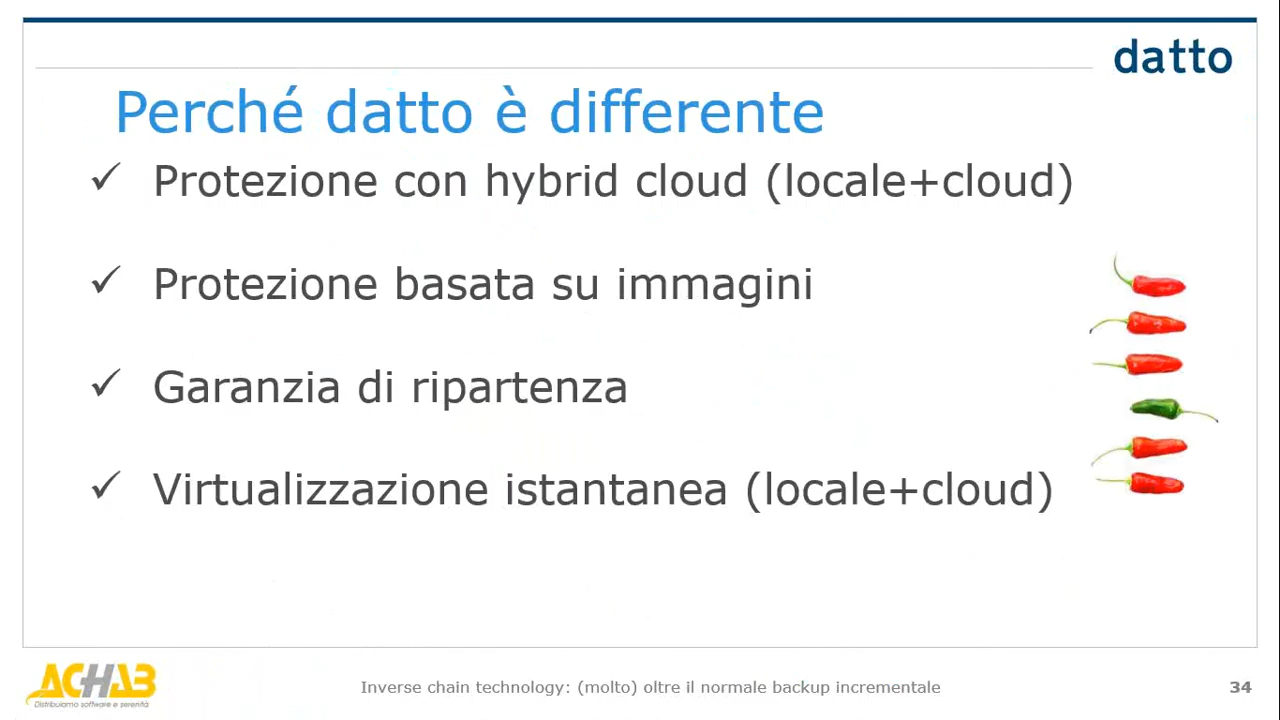 datto
Perché datto è differente
✓ Protezione con hybrid cloud (locale+cloud)
✓ Protezione basata su immagini
✓ Garanzia di ripartenza
✓ Virtualizzazione istantanea (locale+cloud)
ACHAB
Distribuiamo software e serenità
Inverse chain technology: (molto) oltre il normale backup incrementale
34